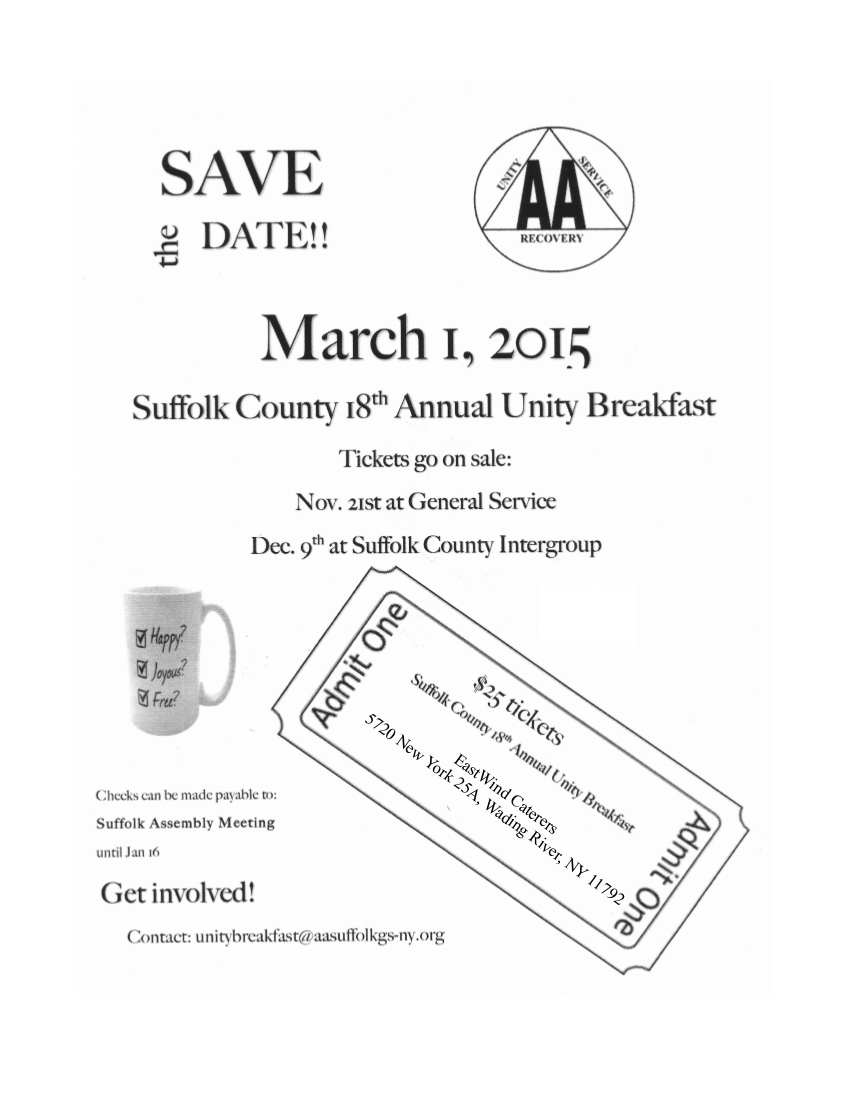 SAVE
the DATE!!
UNITY
SERVICE
AA
RECOVERY
March 1, 2015
Suffolk County 18th Annual Unity Breakfast
Tickets go on sale:
Nov. 21st at General Service
Dec. 9th at Suffolk County Intergroup
Happy?
Joyous?
Free?
Admit One
$25 tickets
Suffolk County 18th Annual Unity Breakfast
EastWind Caterers
5720 New York 25A, Wading River, NY 11792
Admit One
Checks can be made payable to:
Suffolk Assembly Meeting
until Jan 16
Get involved!
Contact: unitybreakfast@aasuffolkgs-ny.org